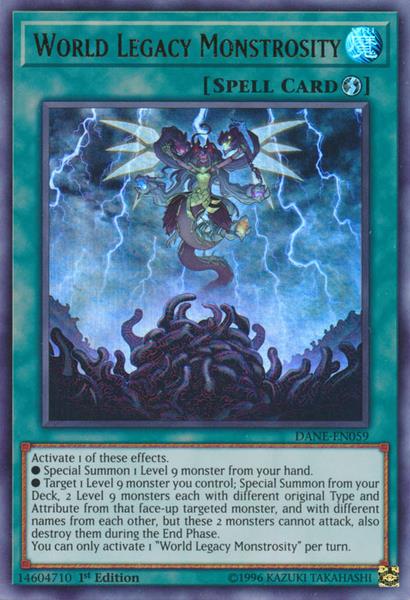 WORLD LEGACY MONSTROSITY
魔
[SPELL CARD]
DANE-EN059
Activate 1 of these effects.
● Special Summon 1 Level 9 monster from your hand.
● Target 1 Level 9 monster you control; Special Summon from your
Deck, 2 Level 9 monsters each with different original Type and
Attribute from that face-up targeted monster, and with different
names from each other, but these 2 monsters cannot attack, also
destroy them during the End Phase.
You can only activate 1 "World Legacy Monstrosity" per turn.
14604710 1st Edition ©1996 KAZUKI TAKAHASHI